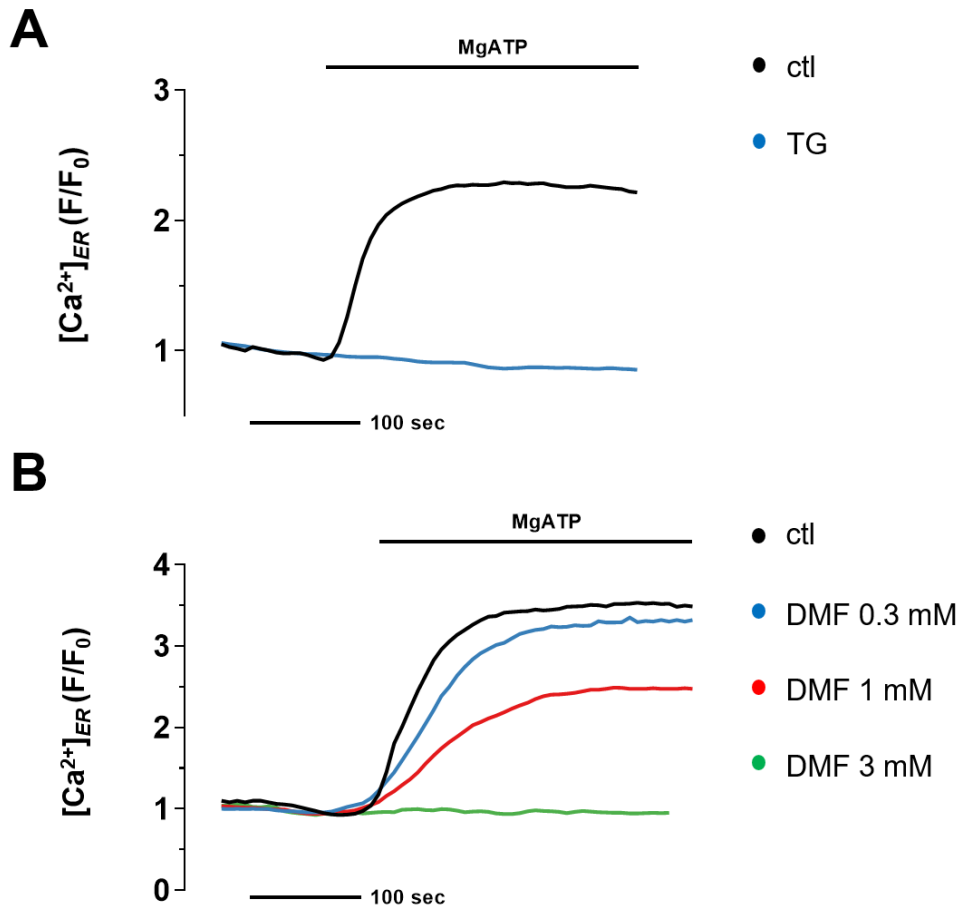 A
MgATP
ctl
TG
3
2
1
[Ca²⁺]ER (F/F₀)
100 sec
B
MgATP
ctl
DMF 0.3 mM
DMF 1 mM
DMF 3 mM
4
3
2
1
0
[Ca²⁺]ER (F/F₀)
100 sec